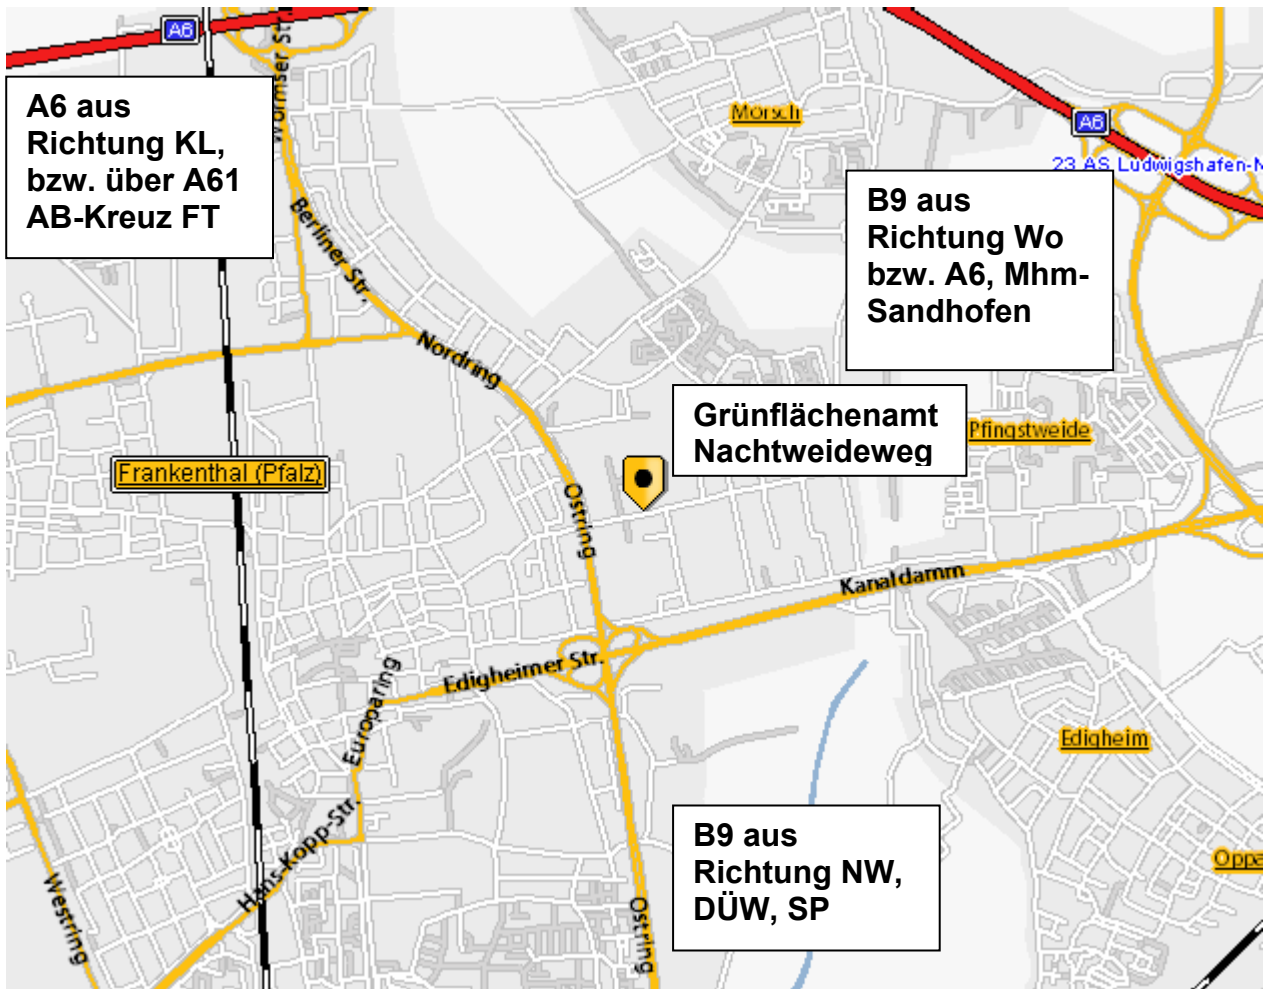 A6
Wormser Str.
A6 aus
Richtung KL,
bzw. über A61
AB-Kreuz FT
Mörsch
A6
23 AS Ludwigshafen-N
B9 aus
Richtung Wo
bzw. A6, Mhm-
Sandhofen
Berliner Str.
Nordring
Grünflächenamt
Nachtweideweg
Pfingstweide
Frankenthal (Pfalz)
Ostring
Kanaldamm
Edigheimer Str.
Europaring
Edigheim
Hans-Kopp-Str.
B9 aus
Richtung NW,
DÜW, SP
Oppa
Westring
Ostring